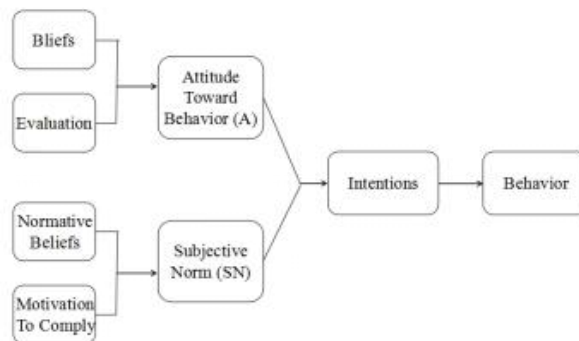 Bliefs
Evaluation
Attitude
Toward
Behavior (A)
Normative
Beliefs
Motivation
To Comply
Subjective
Norm (SN)
Intentions
Behavior